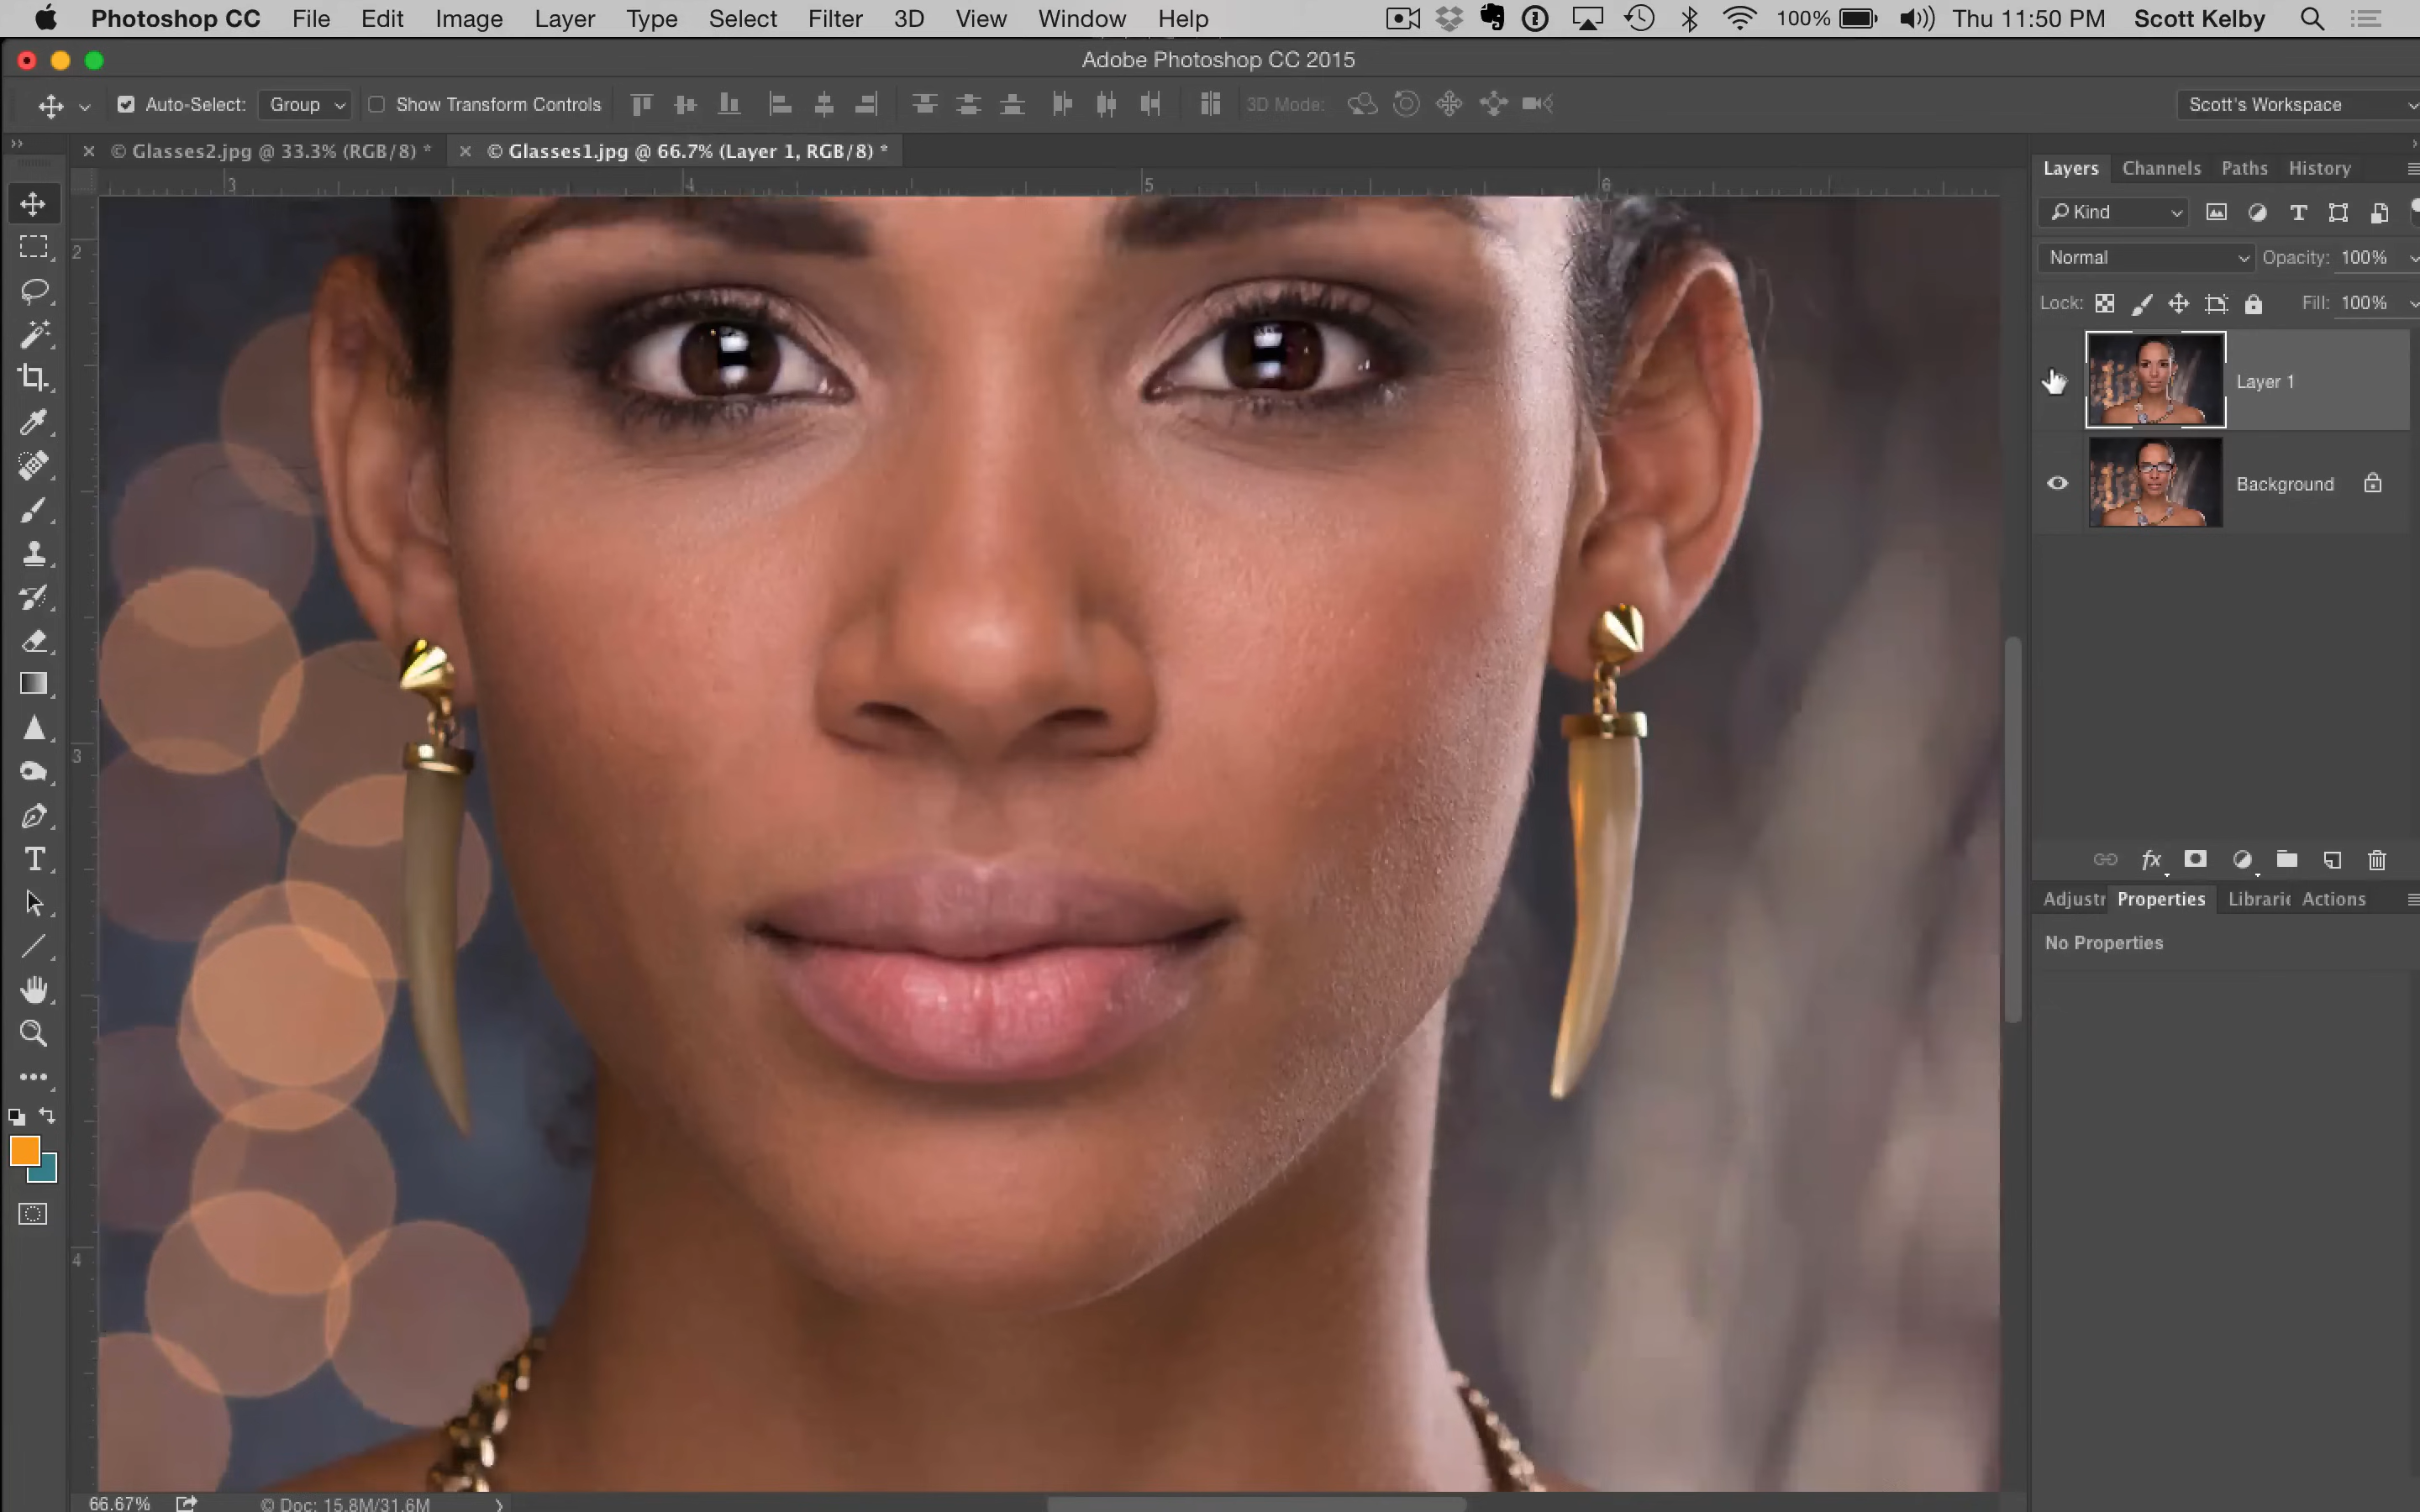 Photoshop CC File Edit Image Layer Type Select Filter 3D View Window Help 100% Thu 11:50 PM Scott Kelby
Adobe Photoshop CC 2015
Auto-Select: Group Show Transform Controls 3D Mode: Scott's Workspace
© Glasses2.jpg @ 33.3% (RGB/8) * © Glasses1.jpg @ 66.7% (Layer 1, RGB/8) *
3 4 5 6
Layers Channels Paths History
Kind
2
Normal Opacity: 100%
Lock: Fill: 100%
Layer 1
Background
3
fx
Adjustr Properties Librarie Actions
No Properties
4
66.67% © Doc: 15.8M/31.6M